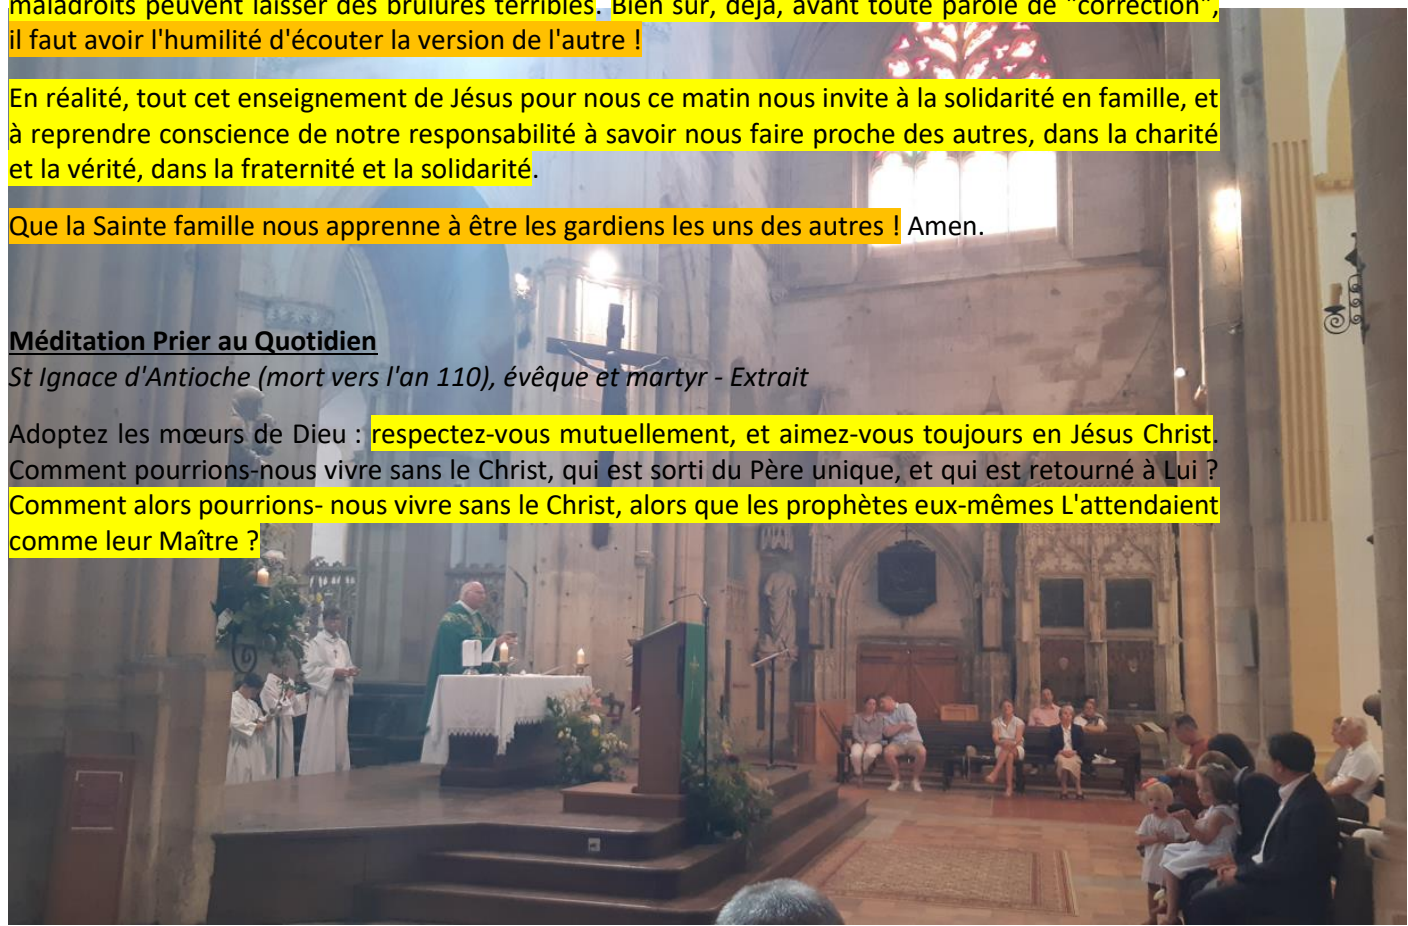 maladroits peuvent laisser des brûlures terribles. Bien sûr, déjà, avant toute parole de "correction",
il faut avoir l'humilité d'écouter la version de l'autre !
En réalité, tout cet enseignement de Jésus pour nous ce matin nous invite à la solidarité en famille, et
à reprendre conscience de notre responsabilité à savoir nous faire proche des autres, dans la charité
et la vérité, dans la fraternité et la solidarité.
Que la Sainte famille nous apprenne à être les gardiens les uns des autres ! Amen.
Méditation Prier au Quotidien
St Ignace d'Antioche (mort vers l'an 110), évêque et martyr - Extrait
Adoptez les mœurs de Dieu : respectez-vous mutuellement, et aimez-vous toujours en Jésus Christ.
Comment pourrions-nous vivre sans le Christ, qui est sorti du Père unique, et qui est retourné à Lui ?
Comment alors pourrions- nous vivre sans le Christ, alors que les prophètes eux-mêmes L'attendaient
comme leur Maître ?